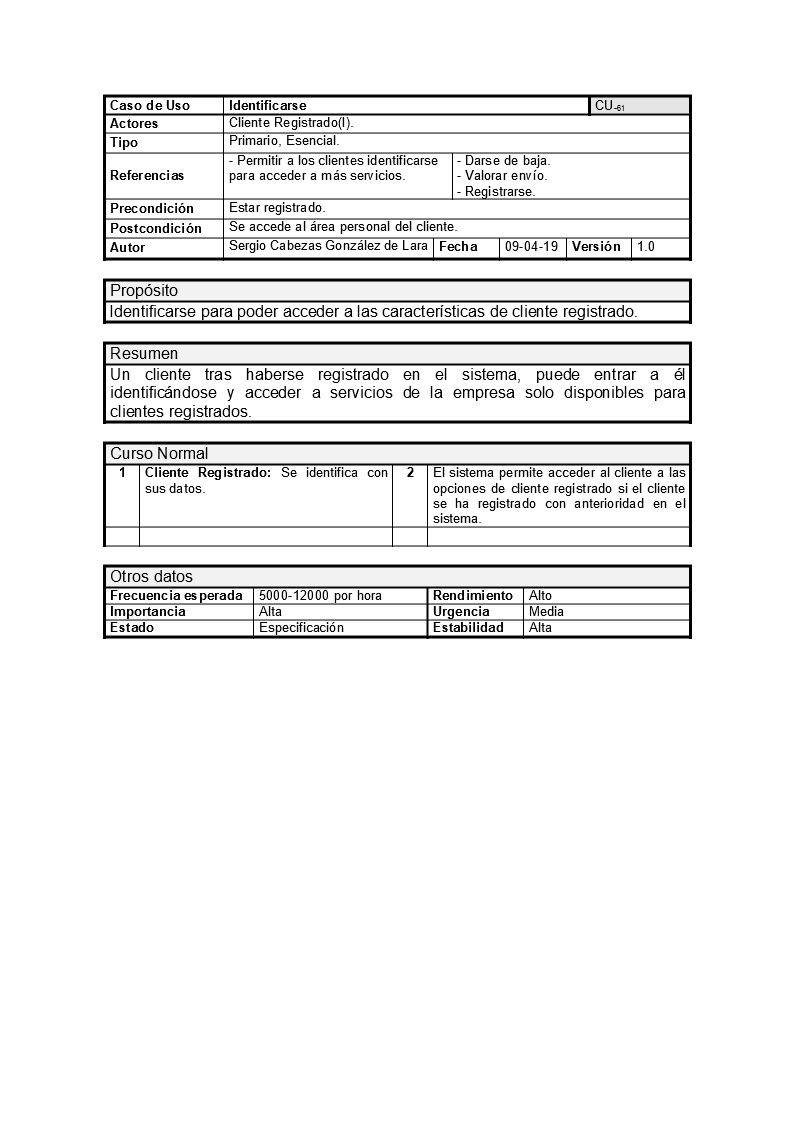 Caso de Uso Identificarse CU-61
Actores Cliente Registrado(I).
Tipo Primario, Esencial.
Referencias
- Permitir a los clientes identificarse
para acceder a más servicios.
- Darse de baja.
- Valorar envío.
- Registrarse.
Precondición Estar registrado.
Postcondición Se accede al área personal del cliente.
Autor Sergio Cabezas González de Lara Fecha 09-04-19 Versión 1.0
Propósito
Identificarse para poder acceder a las características de cliente registrado.
Resumen
Un cliente tras haberse registrado en el sistema, puede entrar a él
identificándose y acceder a servicios de la empresa solo disponibles para
clientes registrados.
Curso Normal
1 Cliente Registrado: Se identifica con
sus datos.
2 El sistema permite acceder al cliente a las
opciones de cliente registrado si el cliente
se ha registrado con anterioridad en el
sistema.
Otros datos
Frecuencia esperada 5000-12000 por hora Rendimiento Alto
Importancia Alta Urgencia Media
Estado Especificación Estabilidad Alta